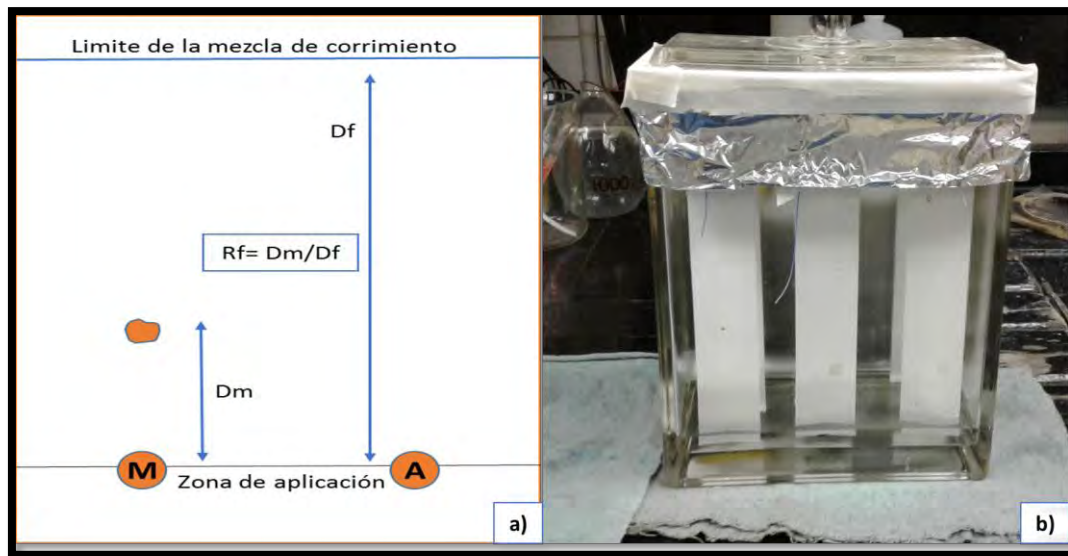 Limite de la mezcla de corrimiento
Df
Rf= Dm/Df
Dm
M
Zona de aplicación
A
a)
1000
b)